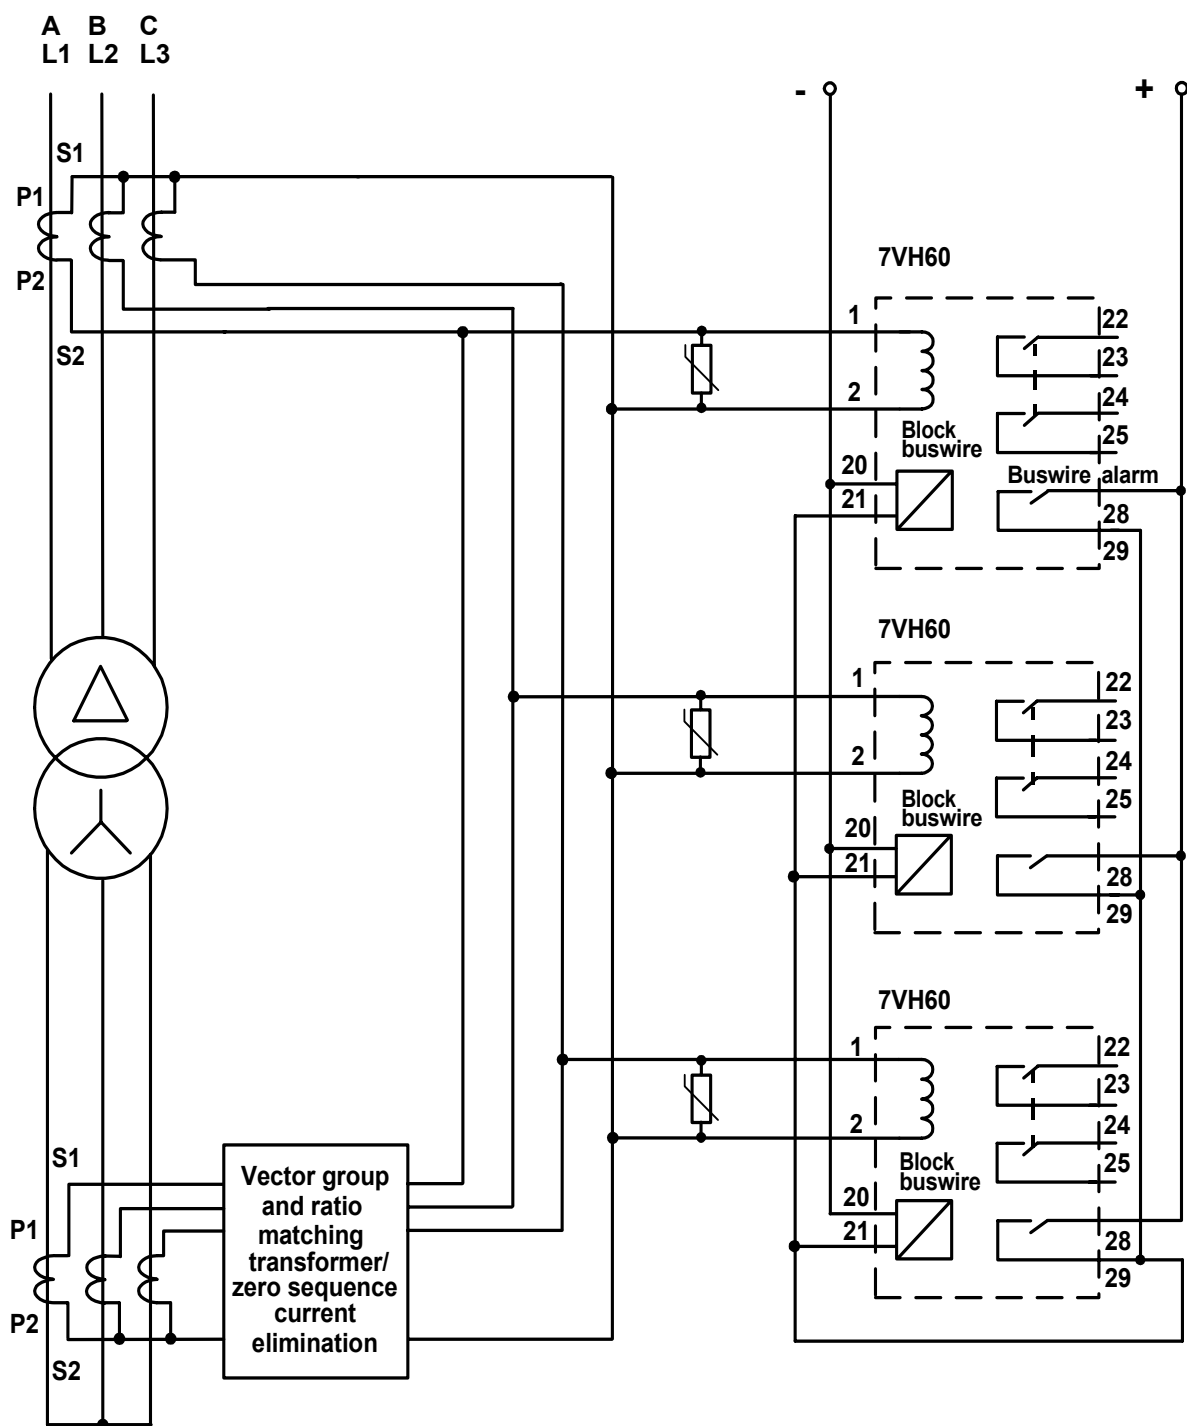 A B C
L1 L2 L3
- +
S1
P1
P2
S2
7VH60
1
2
22
23
24
25
Block
buswire
20
21
Buswire alarm
28
29
7VH60
1
2
22
23
24
25
Block
buswire
20
21
28
29
7VH60
1
2
22
23
24
25
Block
buswire
20
21
28
29
S1
P1
P2
S2
Vector group
and ratio
matching
transformer/
zero sequence
current
elimination